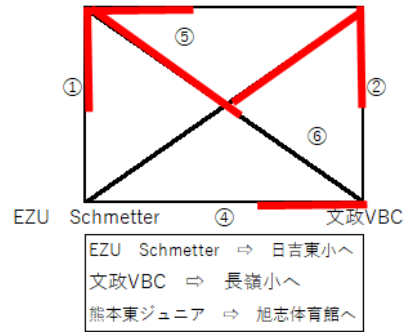 ⑤
① ②
⑥
EZU Schmetter ④ 文政VBC
EZU Schmetter ⇨ 日吉東小へ
文政VBC ⇨ 長嶺小へ
熊本東ジュニア ⇨ 旭志体育館へ